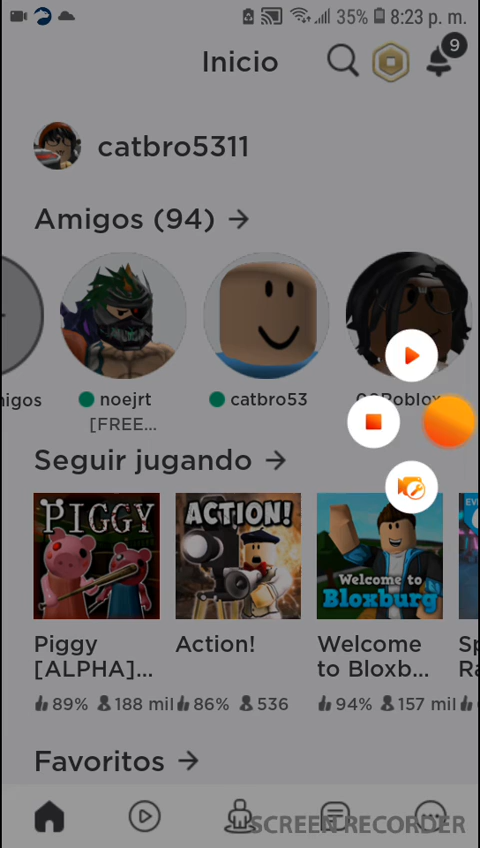 35% 8:23 p. m.
Inicio
9
catbro5311
Amigos (94) →
migos
noejrt
catbro53
[FREE...
Seguir jugando →
PIGGY
ACTION!
Welcome to
Bloxburg
Piggy
[ALPHA]...
Action!
Welcome
to Bloxb...
89% 188 mil
86% 536
94% 157 mil
Favoritos →
SCREEN RECORDER